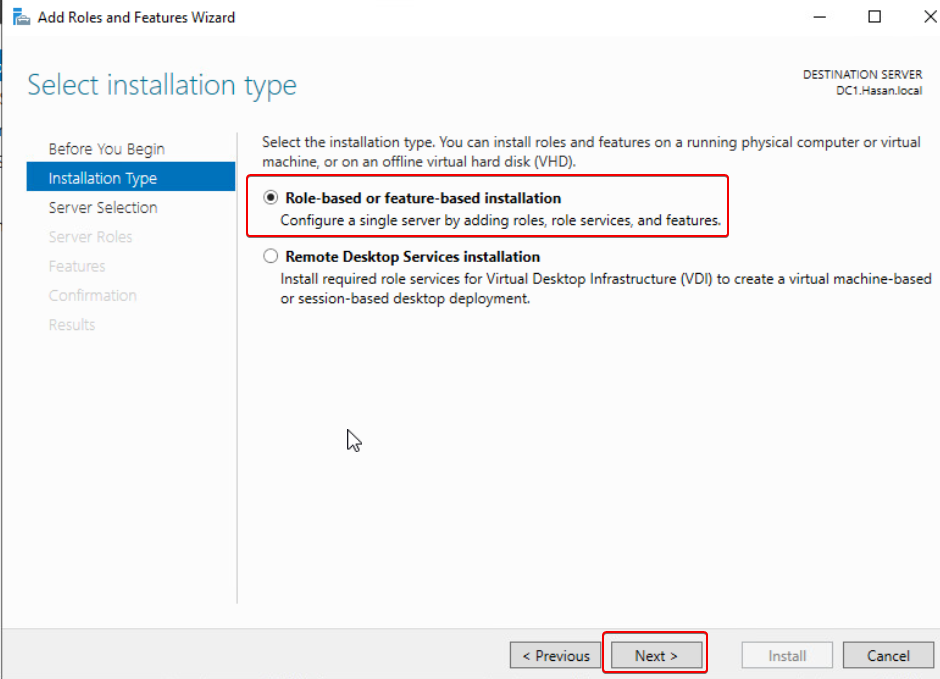 Add Roles and Features Wizard
Select installation type
DESTINATION SERVER
DC1.Hasan.local
Before You Begin
Installation Type
Server Selection
Server Roles
Features
Confirmation
Results
Select the installation type. You can install roles and features on a running physical computer or virtual
machine, or on an offline virtual hard disk (VHD).
Role-based or feature-based installation
Configure a single server by adding roles, role services, and features.
Remote Desktop Services installation
Install required role services for Virtual Desktop Infrastructure (VDI) to create a virtual machine-based
or session-based desktop deployment.
< Previous
Next >
Install
Cancel